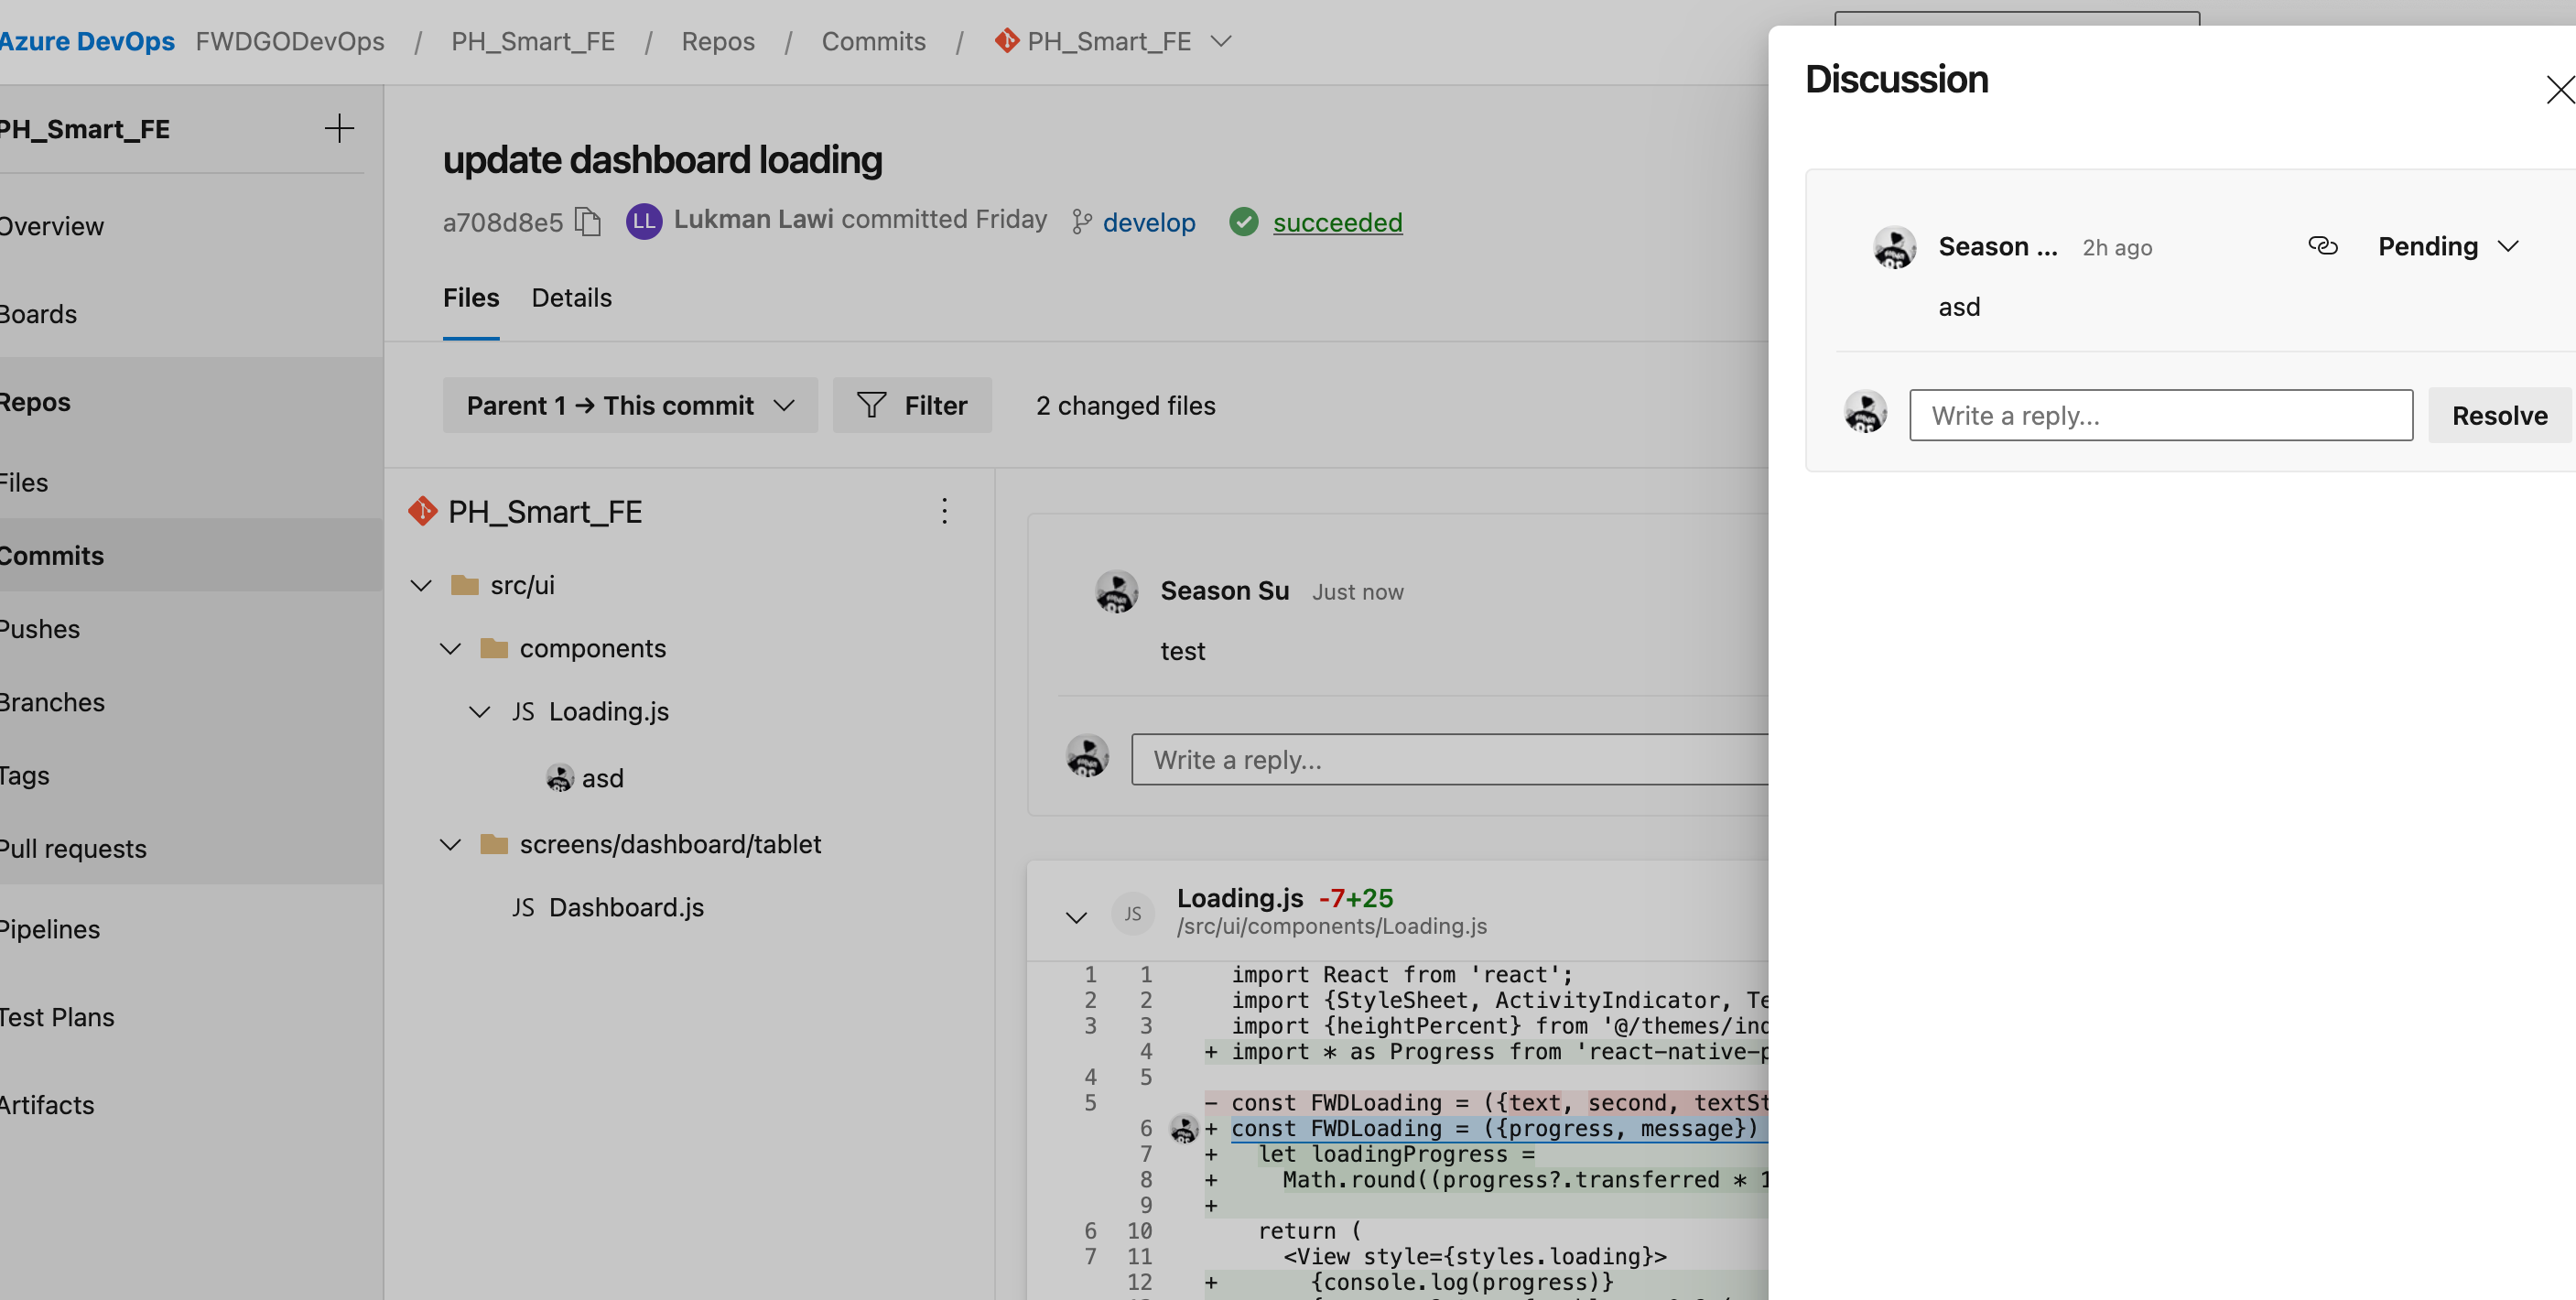 Azure DevOps FWDGODevOps / PH_Smart_FE / Repos / Commits / PH_Smart_FE
PH_Smart_FE
Overview
Boards
Repos
Files
Commits
Pushes
Branches
Tags
Pull requests
Pipelines
Test Plans
Artifacts
update dashboard loading
a708d8e5 LL Lukman Lawi committed Friday develop succeeded
Files Details
Parent 1 → This commit Filter 2 changed files
PH_Smart_FE
src/ui
components
JS Loading.js
asd
screens/dashboard/tablet
JS Dashboard.js
Season Su Just now
test
Write a reply...
JS Loading.js -7+25
/src/ui/components/Loading.js
1 1 import React from 'react';
2 2 import {StyleSheet, ActivityIndicator, Te
3 3 import {heightPercent} from '@/themes/ind
4 + import * as Progress from 'react-native-p
4 5
5 - const FWDLoading = ({text, second, textSt
6 + const FWDLoading = ({progress, message})
7 + let loadingProgress =
8 + Math.round((progress?.transferred * 1
9 +
6 10 return (
7 11 <View style={styles.loading}>
12 + {console.log(progress)}
Discussion
Season ... 2h ago Pending
asd
Write a reply... Resolve